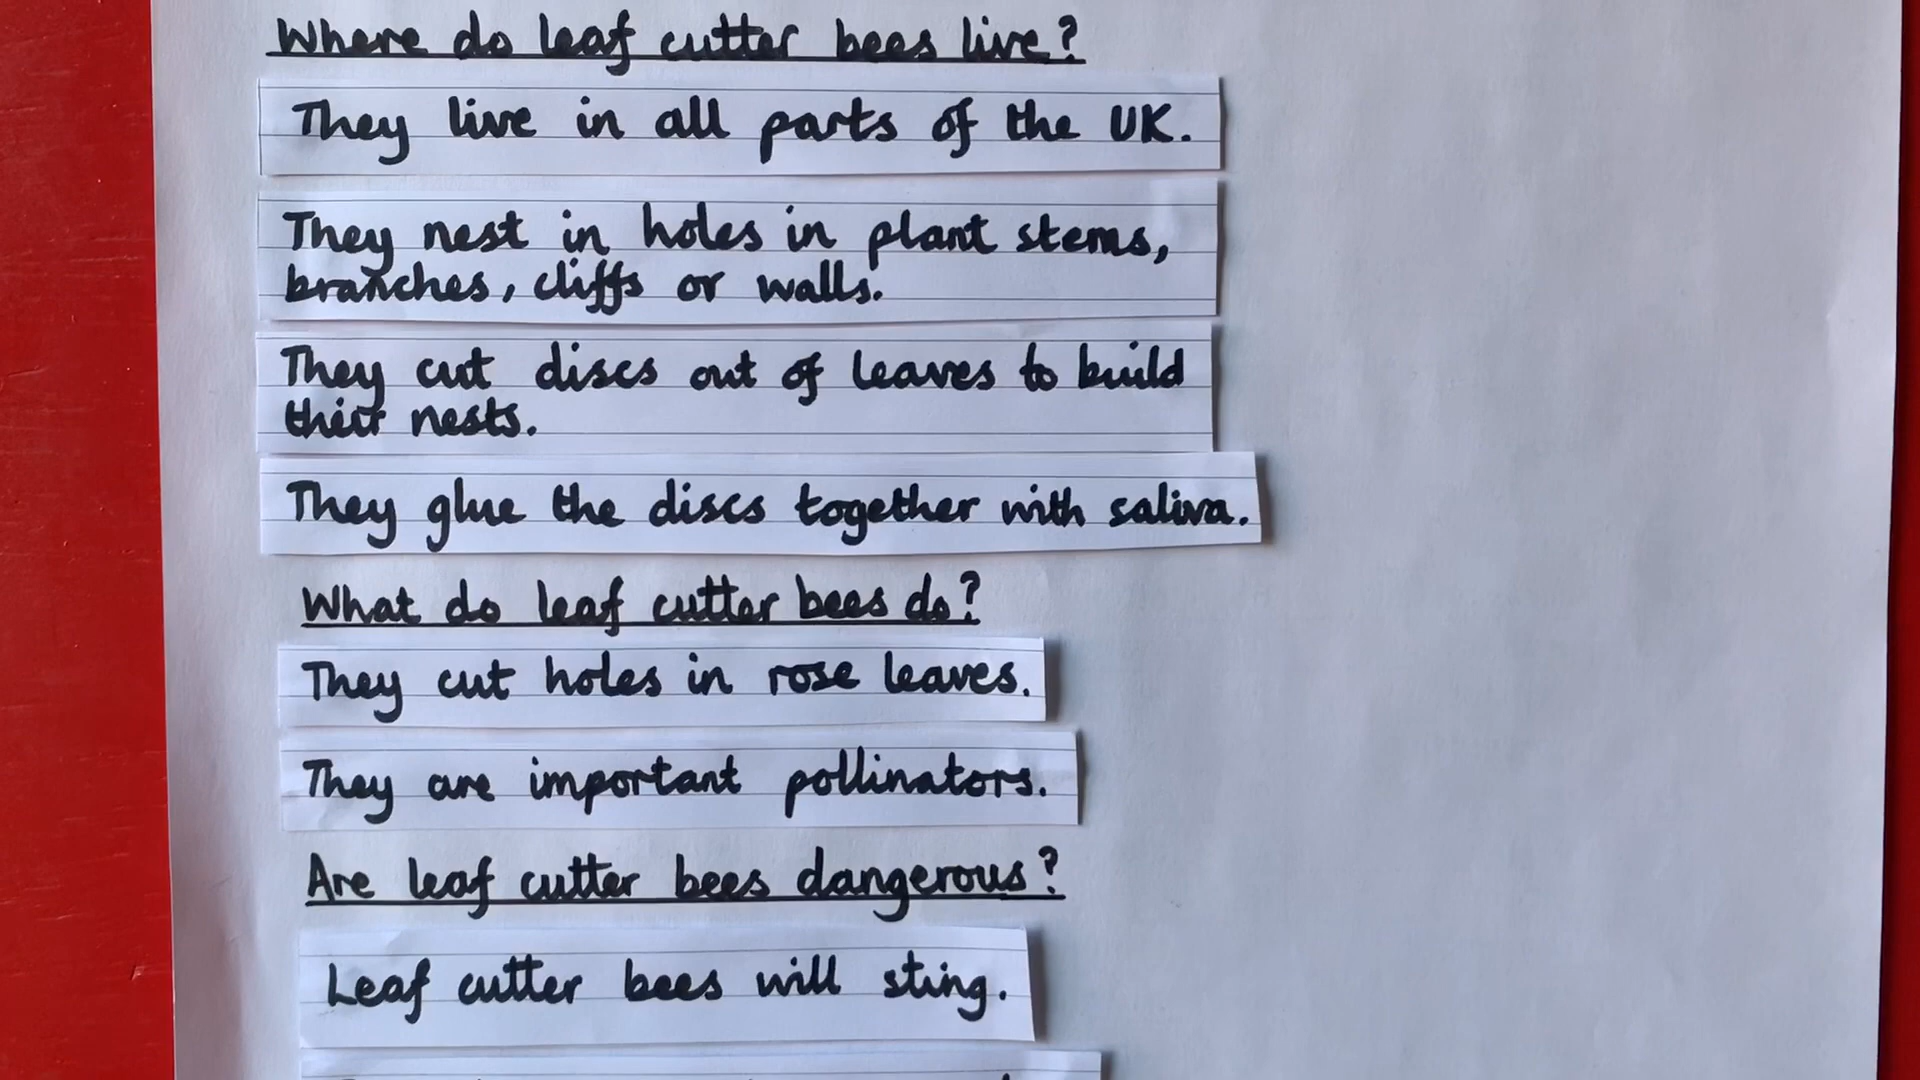 Where do leaf cutter bees live?
They live in all parts of the UK.
They nest in holes in plant stems,
branches, cliffs or walls.
They cut discs out of leaves to build
their nests.
They glue the discs together with saliva.
What do leaf cutter bees do?
They cut holes in rose leaves.
They are important pollinators.
Are leaf cutter bees dangerous?
Leaf cutter bees will sting.